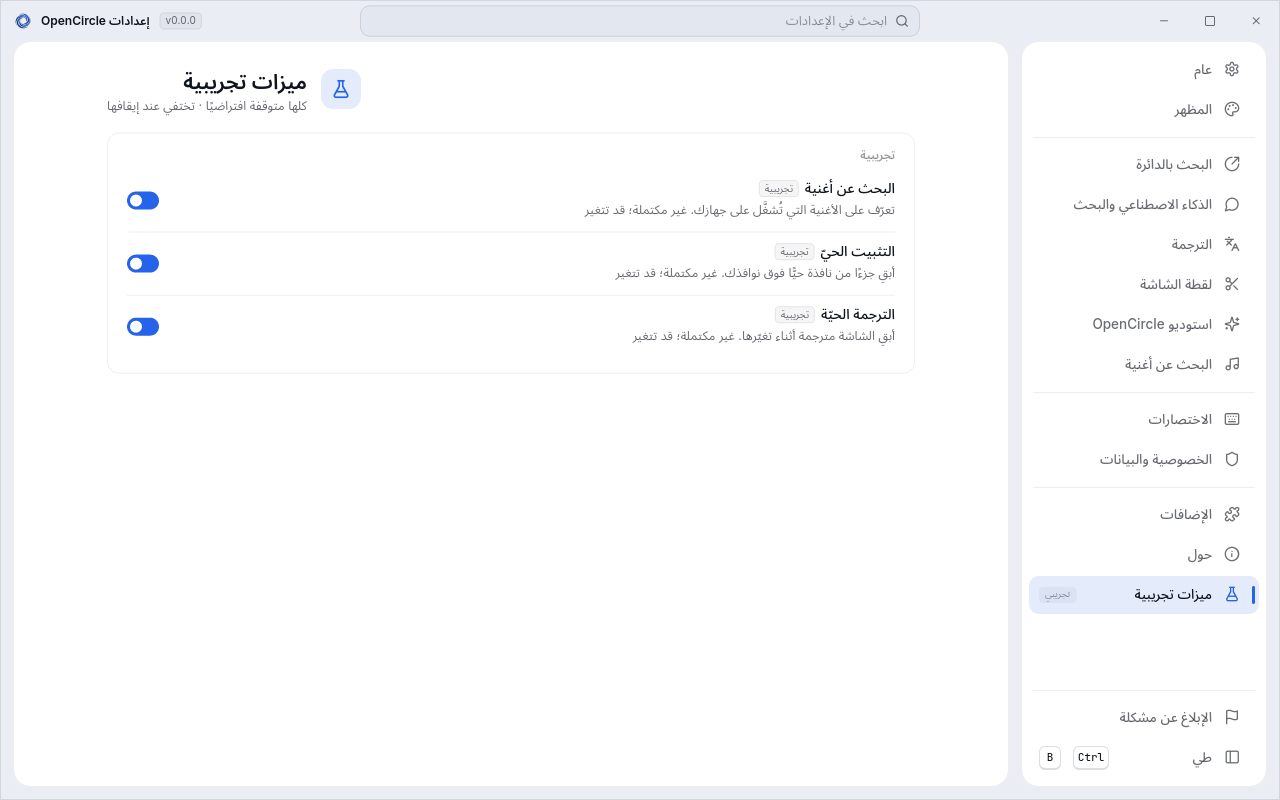 إعدادات OpenCircle
v0.0.0
ابحث في الإعدادات
عام
المظهر
البحث بالدائرة
الذكاء الاصطناعي والبحث
الترجمة
لقطة الشاشة
استوديو OpenCircle
البحث عن أغنية
الاختصارات
الخصوصية والبيانات
الإضافات
حول
ميزات تجريبية تجريبي
الإبلاغ عن مشكلة
طي Ctrl B
ميزات تجريبية
كلها متوقفة افتراضيًا · تختفي عند إيقافها
تجريبية
البحث عن أغنية تجريبية
تعرّف على الأغنية التي تُشغَّل على جهازك. غير مكتملة؛ قد تتغير
التثبيت الحيّ تجريبية
أبقِ جزءًا من نافذة حيًّا فوق نوافذك. غير مكتملة؛ قد تتغير
الترجمة الحيّة تجريبية
أبقِ الشاشة مترجمة أثناء تغيّرها. غير مكتملة؛ قد تتغير